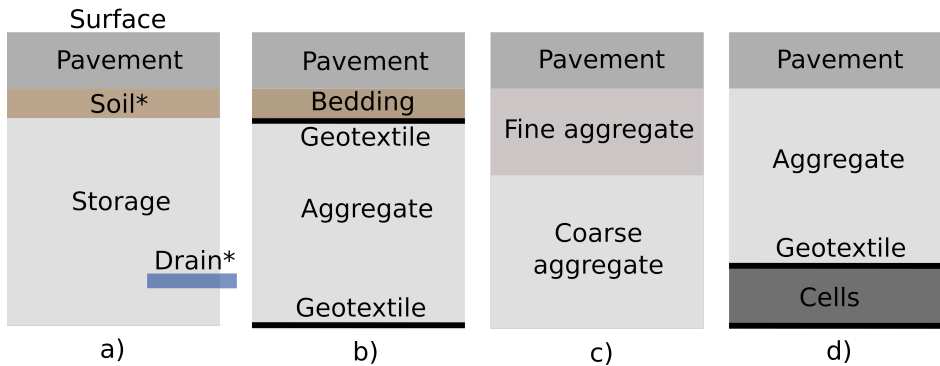 Surface
Pavement
Soil*
Storage
Drain*
a)
Pavement
Bedding
Geotextile
Aggregate
Geotextile
b)
Pavement
Fine aggregate
Coarse
aggregate
c)
Pavement
Aggregate
Geotextile
Cells
d)